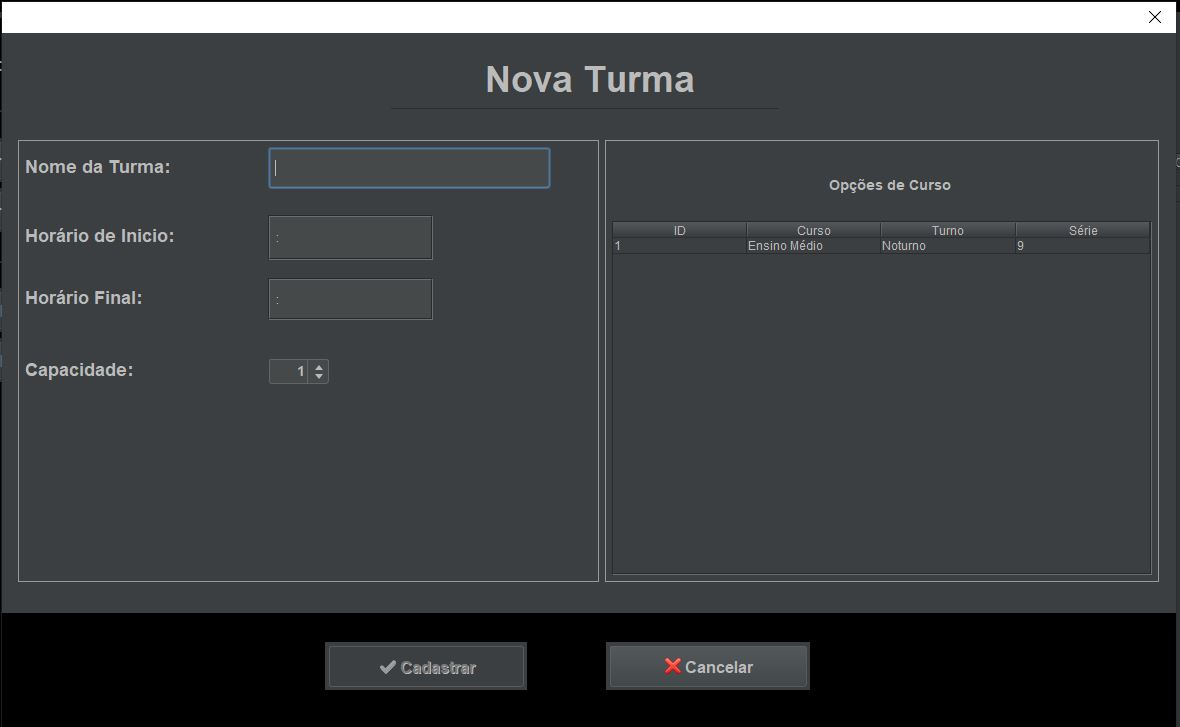 Nova Turma
Nome da Turma:
Horário de Inicio:
:
Horário Final:
:
Capacidade:
1
Opções de Curso
ID Curso Turno Série
1 Ensino Médio Noturno 9
Cadastrar
Cancelar